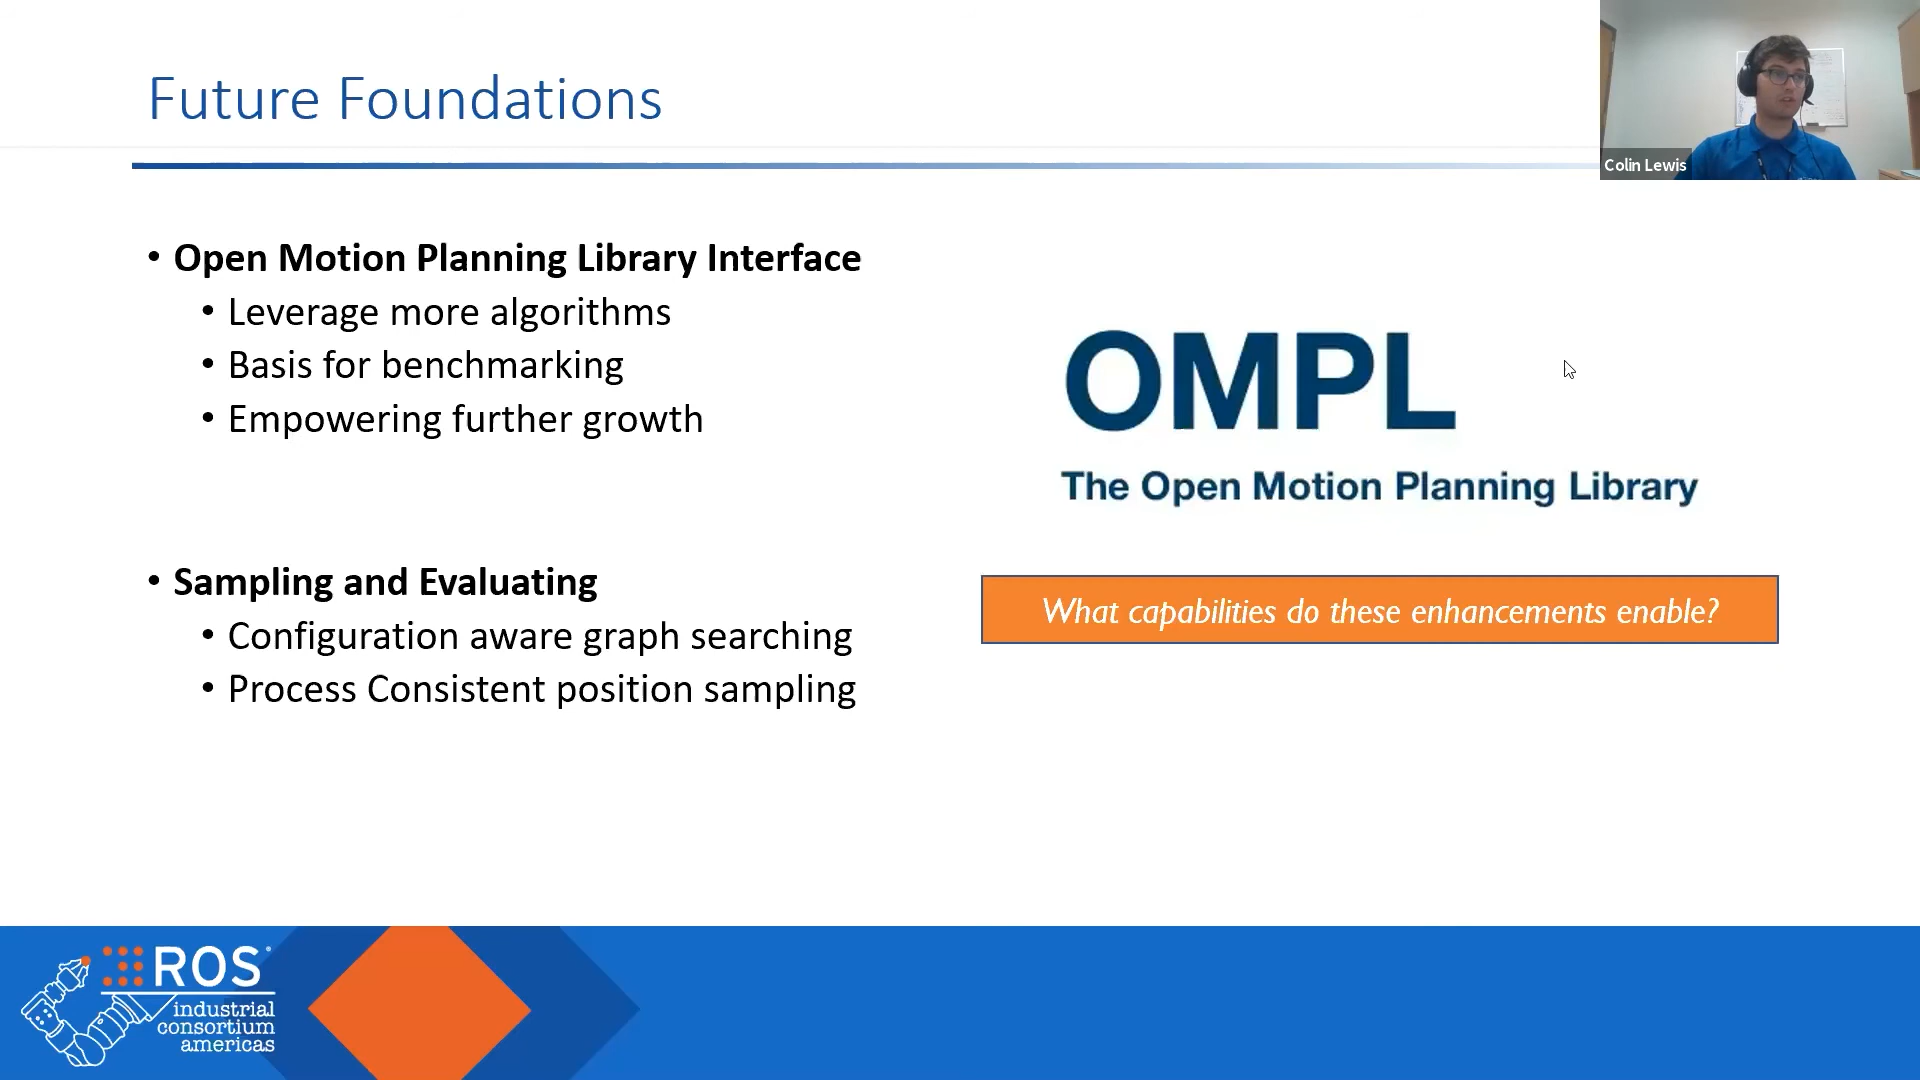 Future Foundations
Colin Lewis
• Open Motion Planning Library Interface
• Leverage more algorithms
• Basis for benchmarking
• Empowering further growth
OMPL
The Open Motion Planning Library
• Sampling and Evaluating
• Configuration aware graph searching
• Process Consistent position sampling
What capabilities do these enhancements enable?
ROS
industrial
consortium
americas